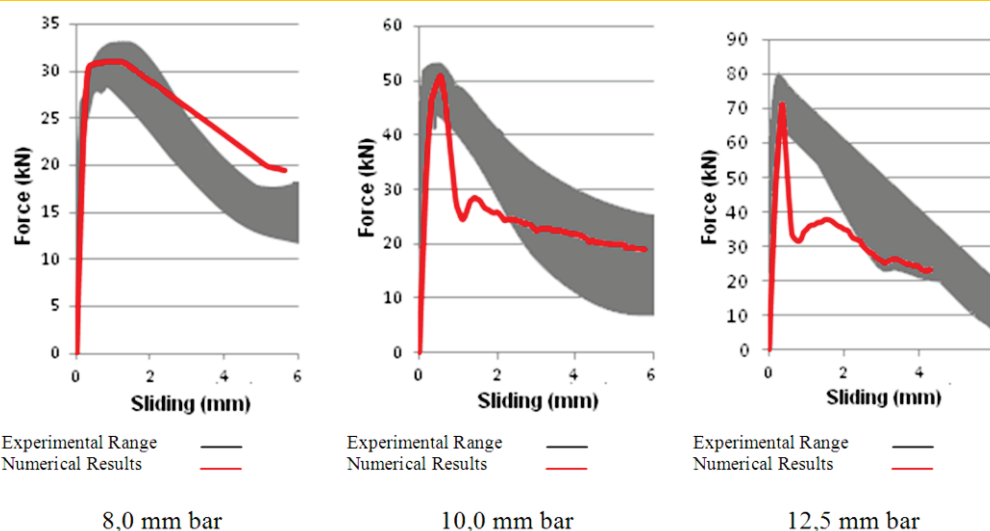 35
30
25
20
15
10
5
0
Force (kN)
0 2 4 6
Sliding (mm)
Experimental Range
Numerical Results
8,0 mm bar
60
50
40
30
20
10
0
Force (kN)
0 2 4 6
Sliding (mm)
Experimental Range
Numerical Results
10,0 mm bar
90
80
70
60
50
40
30
20
10
0
Force (kN)
0 2 4
Sliding (mm)
Experimental Range
Numerical Results
12,5 mm bar